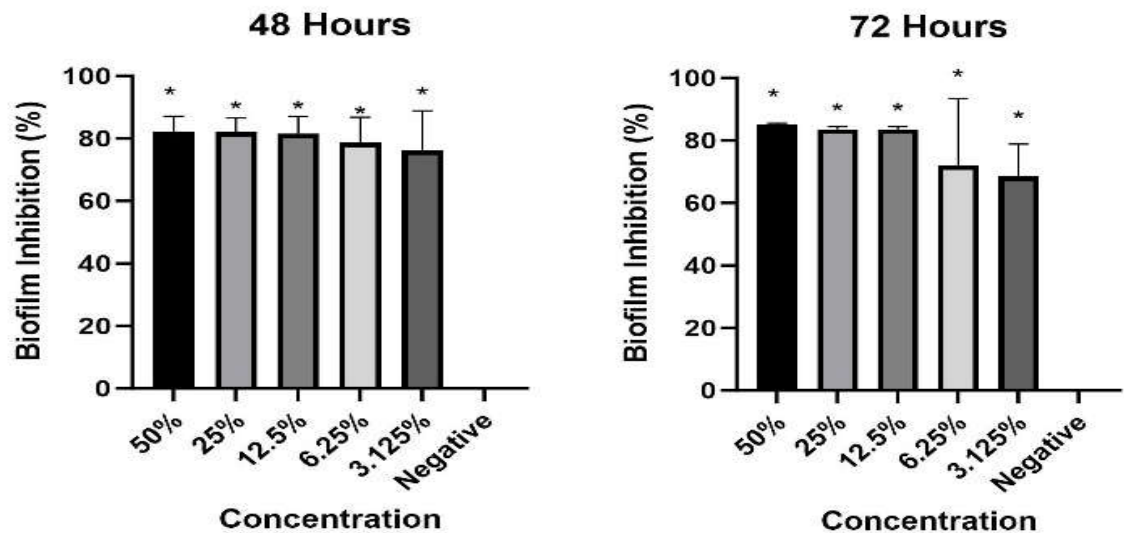 48 Hours
Biofilm Inhibition (%)
100
80
60
40
20
0
* * * * *
50%
25%
12.5%
6.25%
3.125%
Negative
Concentration
72 Hours
Biofilm Inhibition (%)
100
80
60
40
20
0
* * * * *
50%
25%
12.5%
6.25%
3.125%
Negative
Concentration